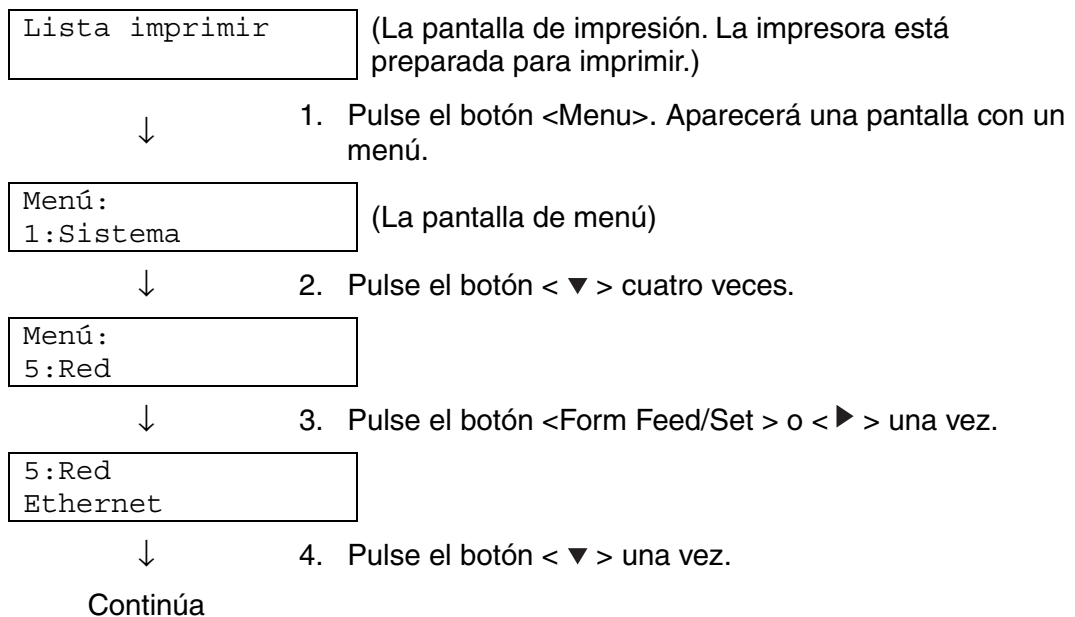 Lista imprimir
(La pantalla de impresión. La impresora está
preparada para imprimir.)
↓
1. Pulse el botón <Menu>. Aparecerá una pantalla con un
menú.
Menú:
1:Sistema
(La pantalla de menú)
↓
2. Pulse el botón < ▼ > cuatro veces.
Menú:
5:Red
↓
3. Pulse el botón <Form Feed/Set > o < ▶ > una vez.
5:Red
Ethernet
↓
4. Pulse el botón < ▼ > una vez.
Continúa